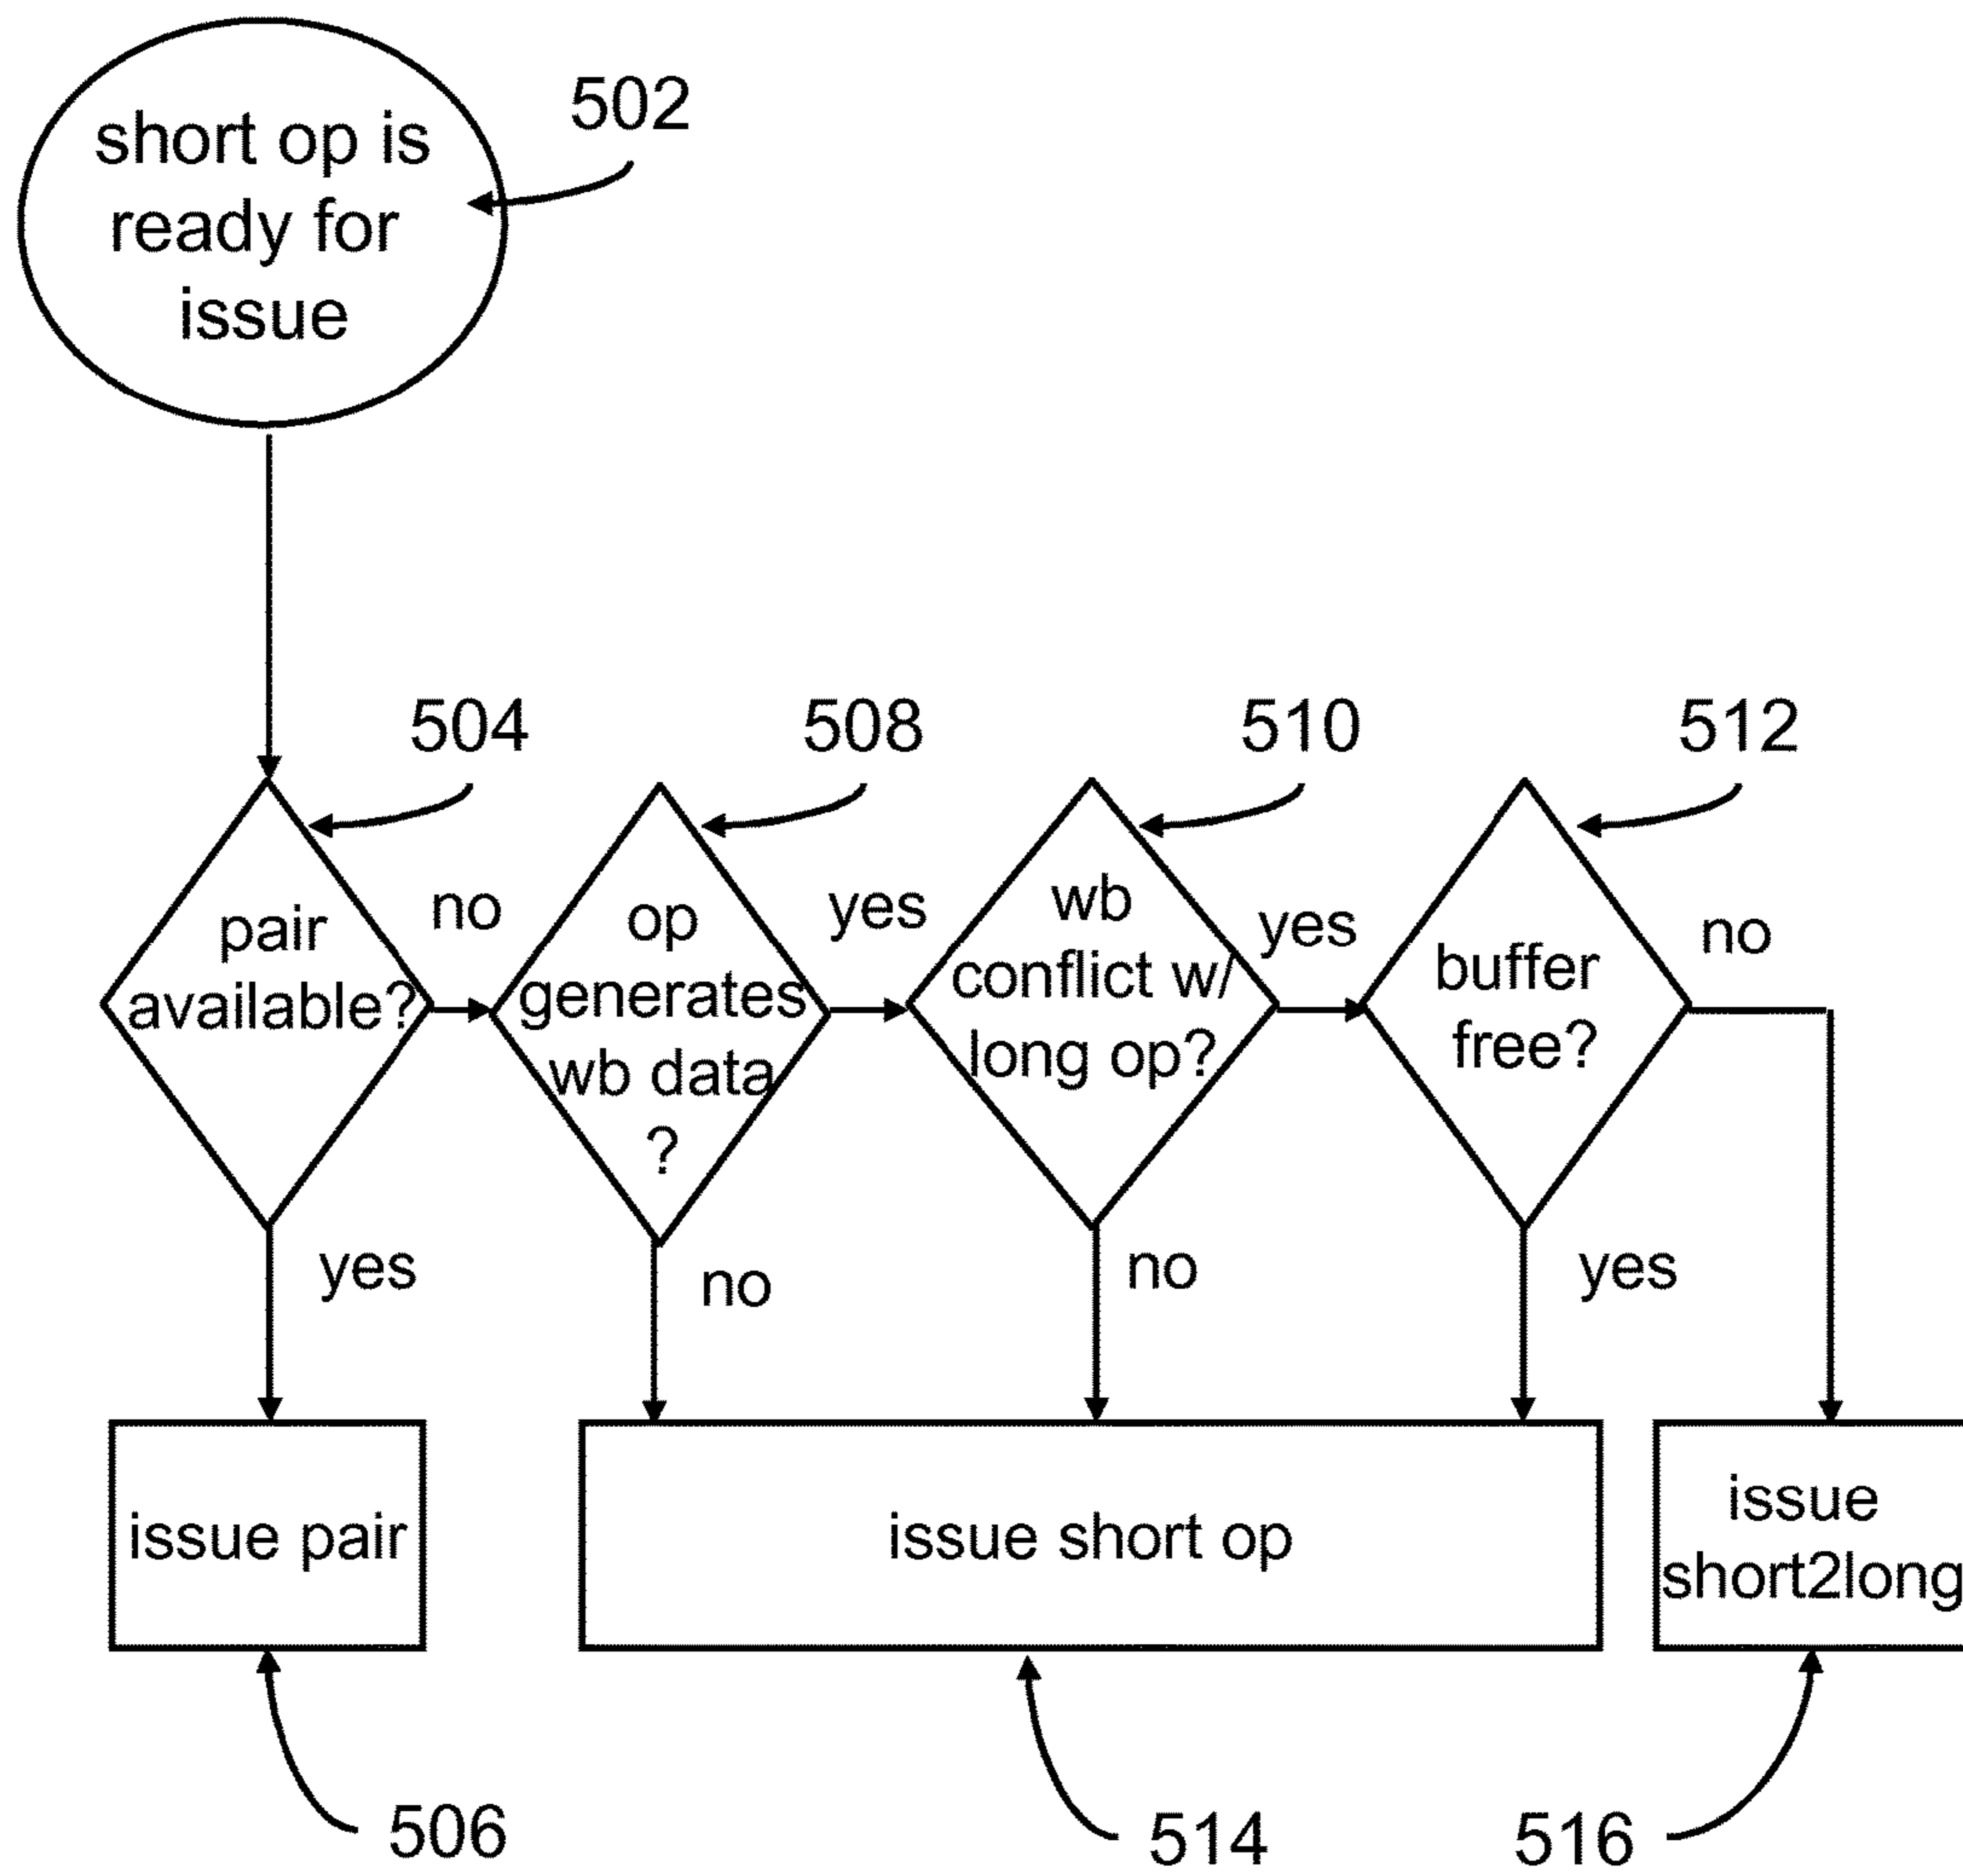 short op is
ready for
issue
502
504
508
510
512
pair
available?
no
op
generates
wb data
?
yes
wb
conflict w/
long op?
yes
buffer
free?
no
yes
no
no
yes
issue pair
issue short op
issue
short2long
506
514
516